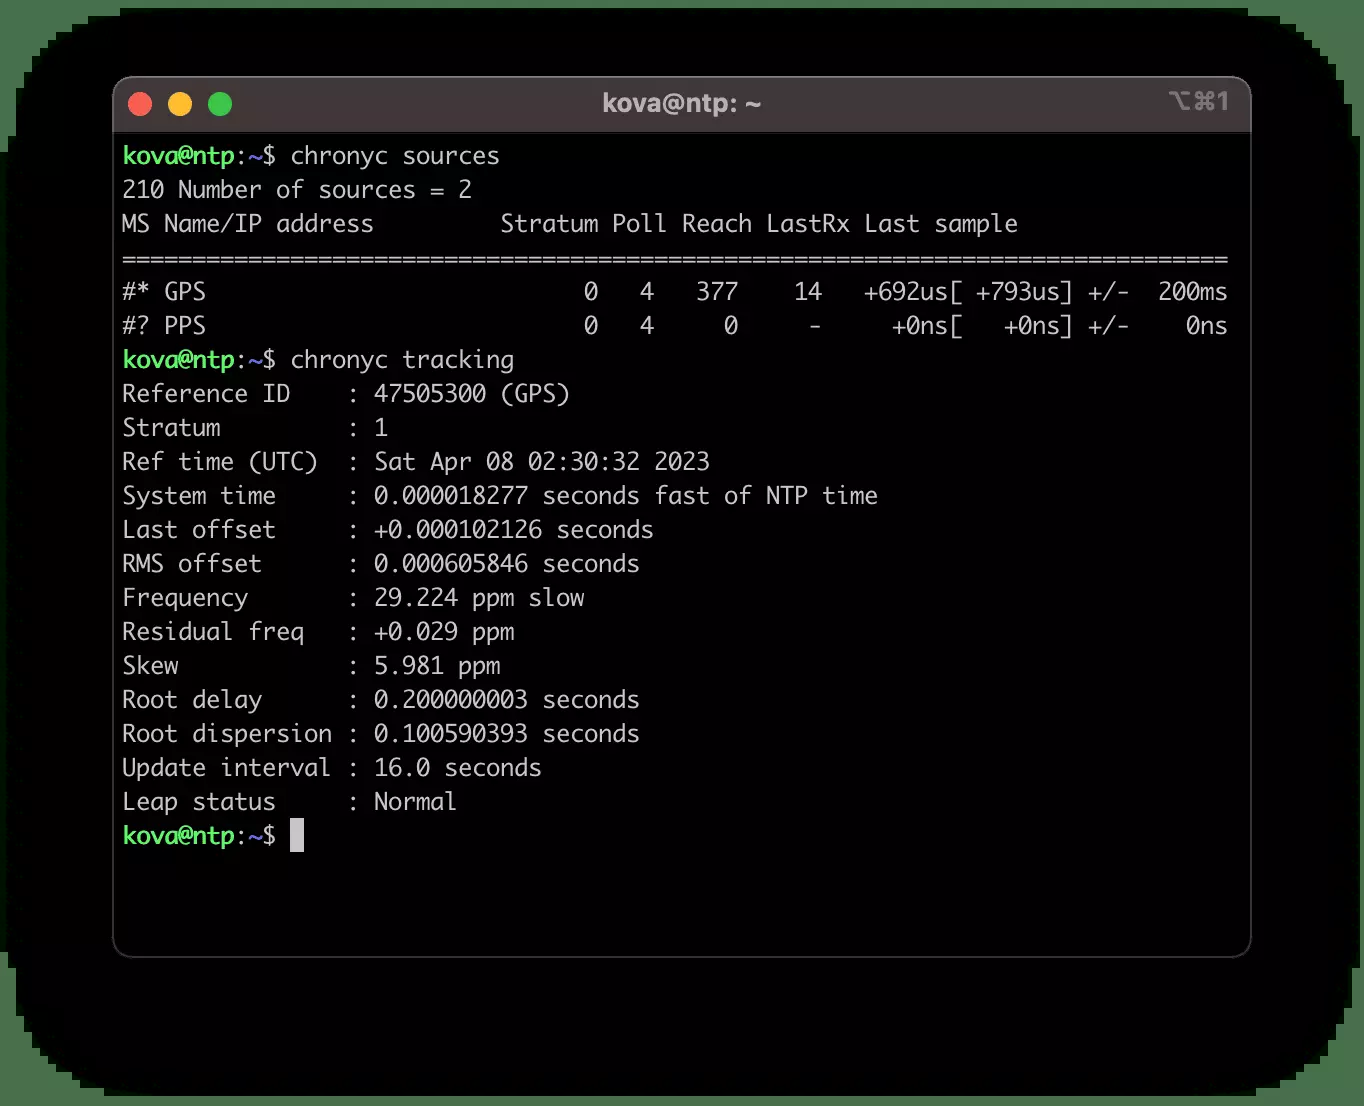 kova@ntp: ~
⌥⌘1
kova@ntp:~$ chronyc sources
210 Number of sources = 2
MS Name/IP address         Stratum Poll Reach LastRx Last sample
===============================================================================
#* GPS                           0   4   377    14   +692us[ +793us] +/-  200ms
#? PPS                           0   4     0     -     +0ns[   +0ns] +/-    0ns
kova@ntp:~$ chronyc tracking
Reference ID    : 47505300 (GPS)
Stratum         : 1
Ref time (UTC)  : Sat Apr 08 02:30:32 2023
System time     : 0.000018277 seconds fast of NTP time
Last offset     : +0.000102126 seconds
RMS offset      : 0.000605846 seconds
Frequency       : 29.224 ppm slow
Residual freq   : +0.029 ppm
Skew            : 5.981 ppm
Root delay      : 0.200000003 seconds
Root dispersion : 0.100590393 seconds
Update interval : 16.0 seconds
Leap status     : Normal
kova@ntp:~$